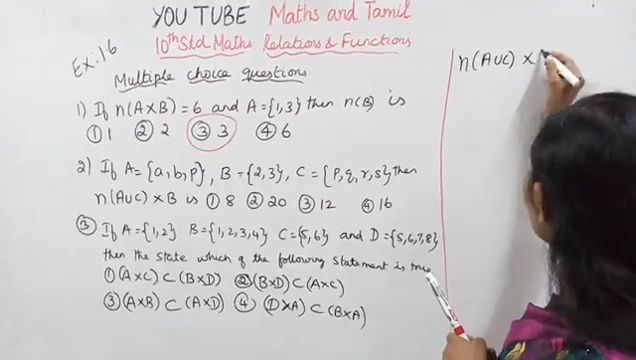 YOU TUBE Maths and Tamil
10th Std Maths Relations & Functions
Ex:16
Multiple choice questions
1) If n(A×B) = 6 and A = {1,3} then n(B) is
① 1 ② 2 ③ 3 ④ 6
2) If A = {a, b, p}, B = {2,3}, C = {p, q, r, s} then
n(A∪C) × B is ① 8 ② 20 ③ 12 ④ 16
③ If A = {1,2} B = {1,2,3,4} C = {5,6} and D = {5,6,7,8}
then the state which of the following statement is true
① (A×C) ⊂ (B×D) ② (B×D) ⊂ (A×C)
③ (A×B) ⊂ (A×D) ④ (D×A) ⊂ (B×A)
n(A∪C) ×